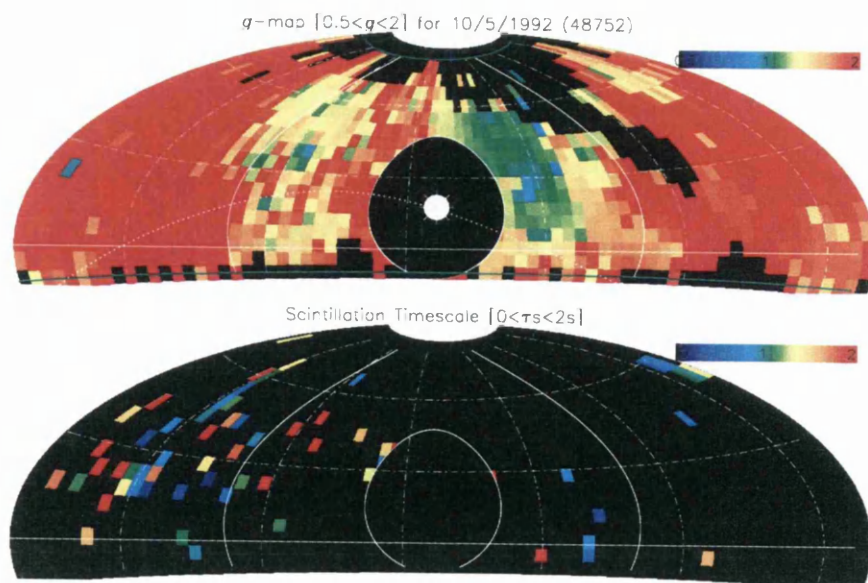 g-map [0.5<g<2] for 10/5/1992 (48752)
1 2
Scintillation Timescale [0<τs<2s]
1 2